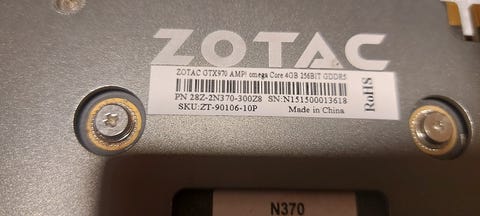 ZOTAC
ZOTAC GTX970 AMP! omega Core 4GB 256BIT GDDR5
PN 28Z-2N370-300Z8 SN:N151500013618
SKU:ZT-90106-10P Made in China
RoHS
N370